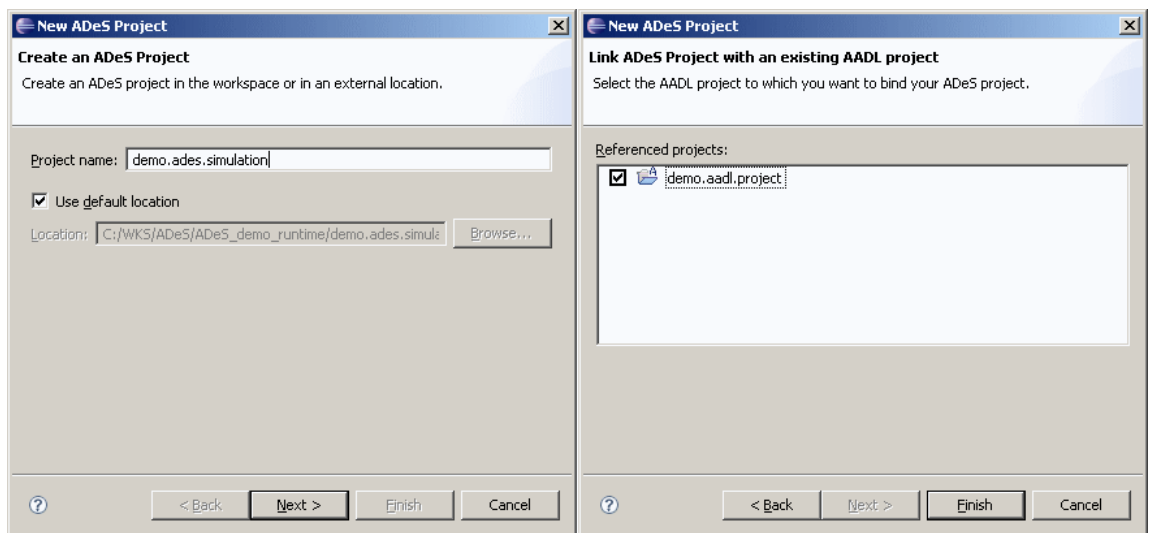 New ADeS Project
Create an ADeS Project
Create an ADeS project in the workspace or in an external location.
Project name: demo.ades.simulation
Use default location
Location: C:/WKS/ADeS/ADeS_demo_runtime/demo.ades.simula Browse...
< Back Next > Finish Cancel
New ADeS Project
Link ADeS Project with an existing AADL project
Select the AADL project to which you want to bind your ADeS project.
Referenced projects:
demo.aadl.project
< Back Next > Finish Cancel